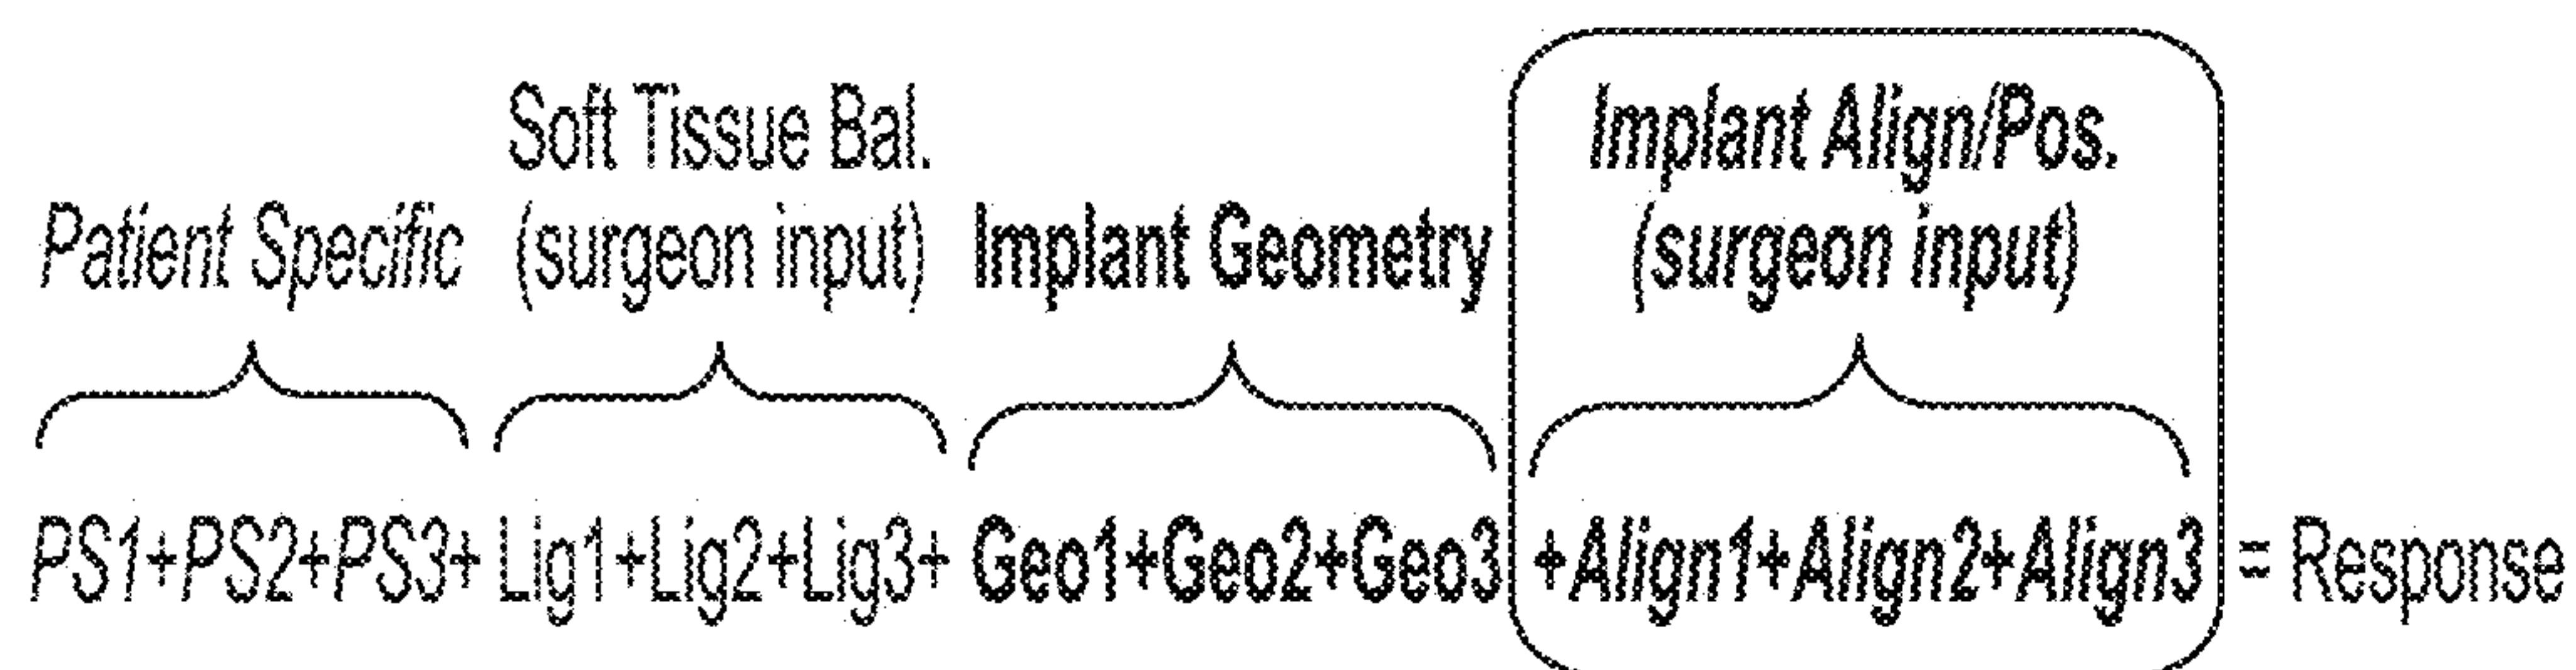 Soft Tissue Bal. Implant Align/Pos.
Patient Specific (surgeon input) Implant Geometry (surgeon input)
PS1+PS2+PS3+ Lig1+Lig2+Lig3+ Geo1+Geo2+Geo3 +Align1+Align2+Align3 = Response